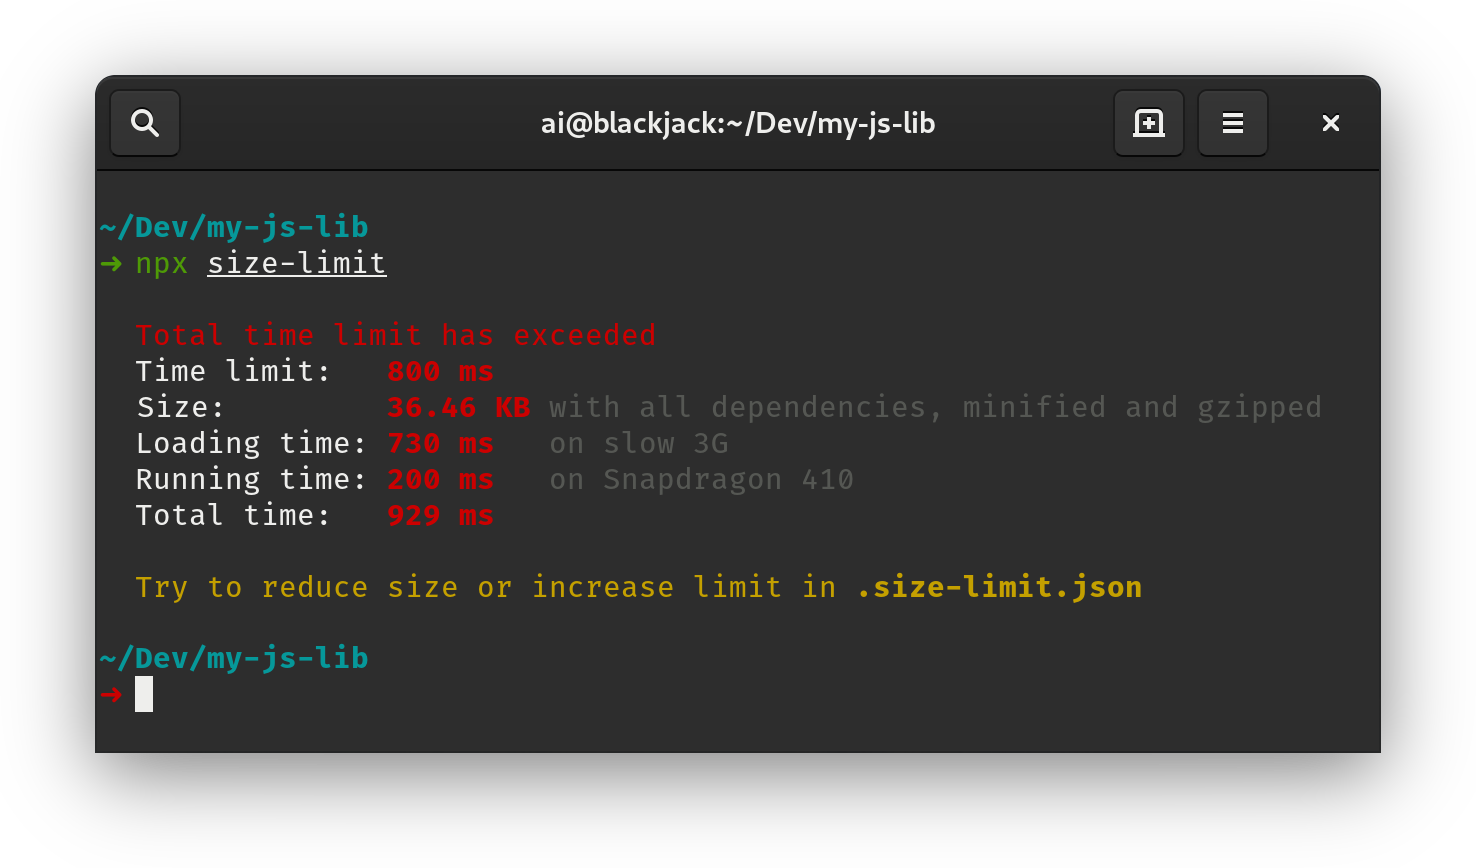 ai@blackjack:~/Dev/my-js-lib
~/Dev/my-js-lib
➜ npx size-limit
Total time limit has exceeded
Time limit: 800 ms
Size: 36.46 KB with all dependencies, minified and gzipped
Loading time: 730 ms on slow 3G
Running time: 200 ms on Snapdragon 410
Total time: 929 ms
Try to reduce size or increase limit in .size-limit.json
~/Dev/my-js-lib
➜